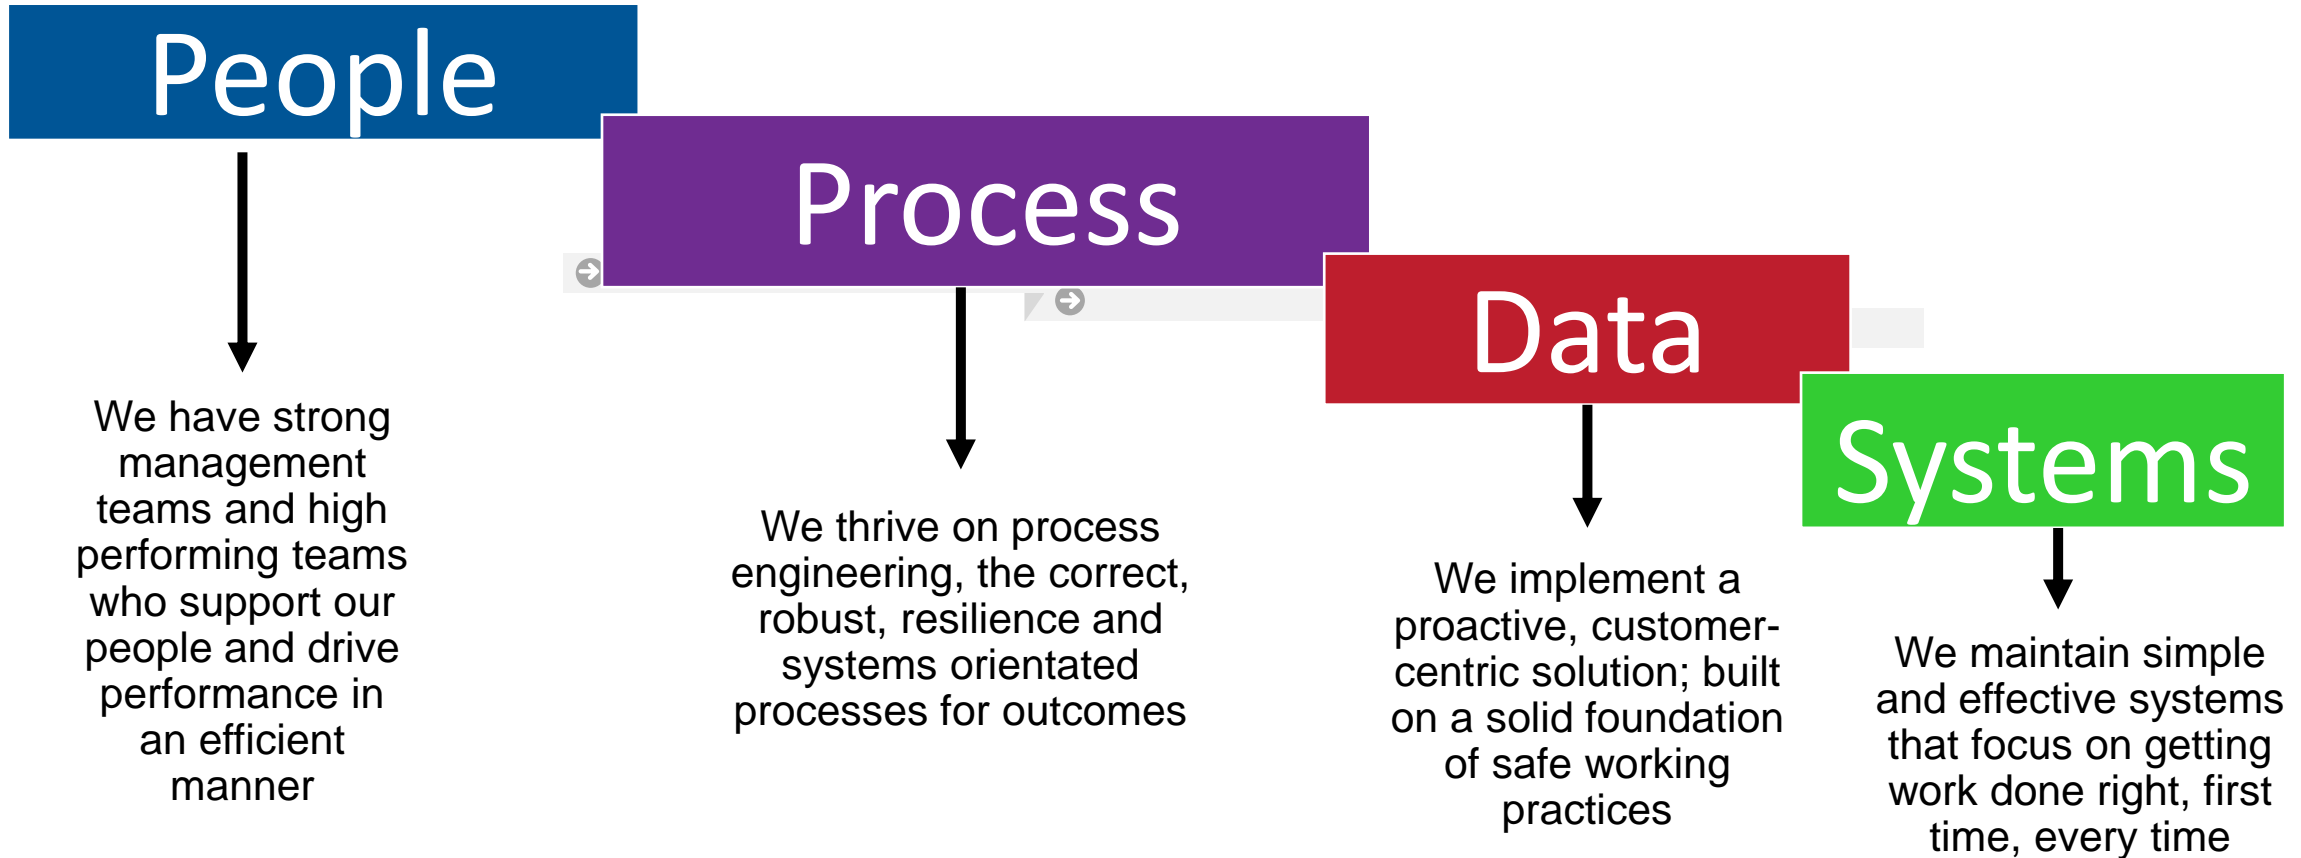 People
Process
Data
Systems
We have strong
management
teams and high
performing teams
who support our
people and drive
performance in
an efficient
manner
We thrive on process
engineering, the correct,
robust, resilience and
systems orientated
processes for outcomes
We implement a
proactive, customer-
centric solution; built
on a solid foundation
of safe working
practices
We maintain simple
and effective systems
that focus on getting
work done right, first
time, every time